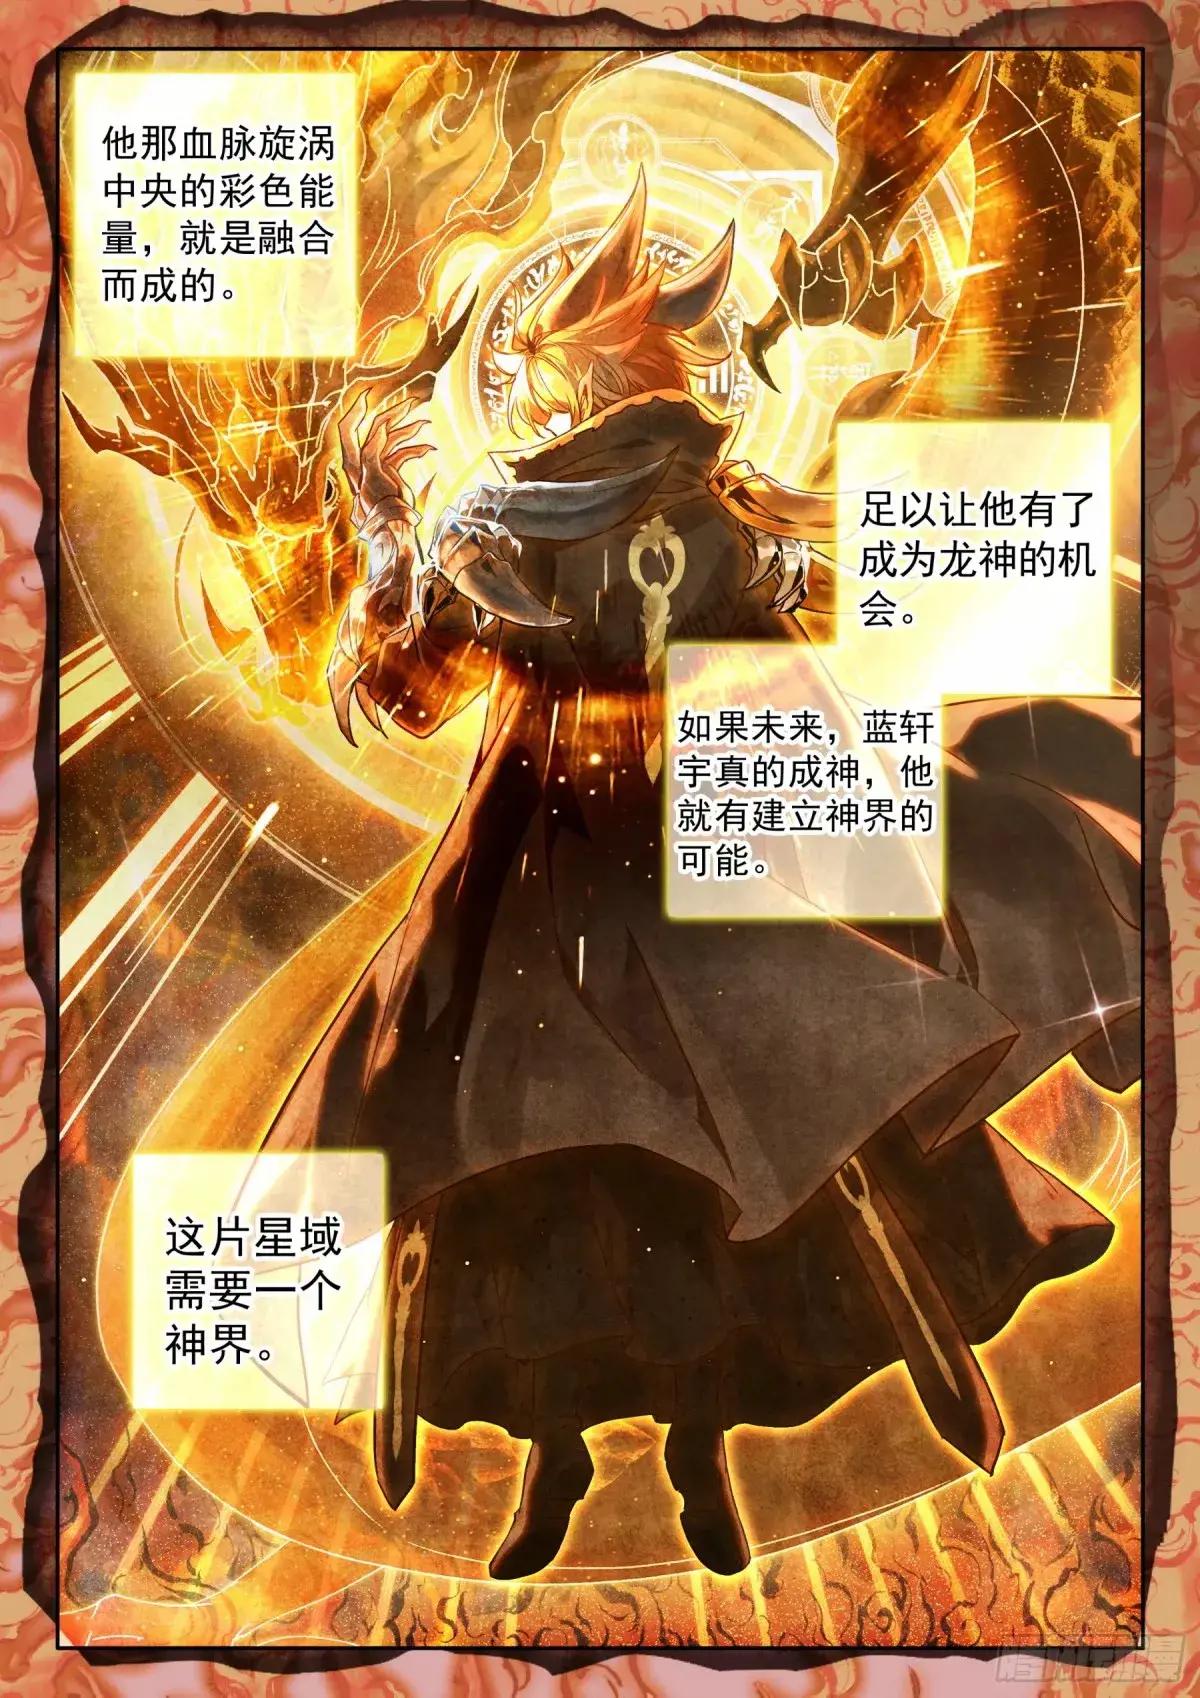 他那血脉旋涡
中央的彩色能
量，就是融合
而成的。
足以让他有了
成为龙神的机
会。
如果未来，蓝轩
宇真的成神，他
就有建立神界的
可能。
这片星域
需要一个
神界。